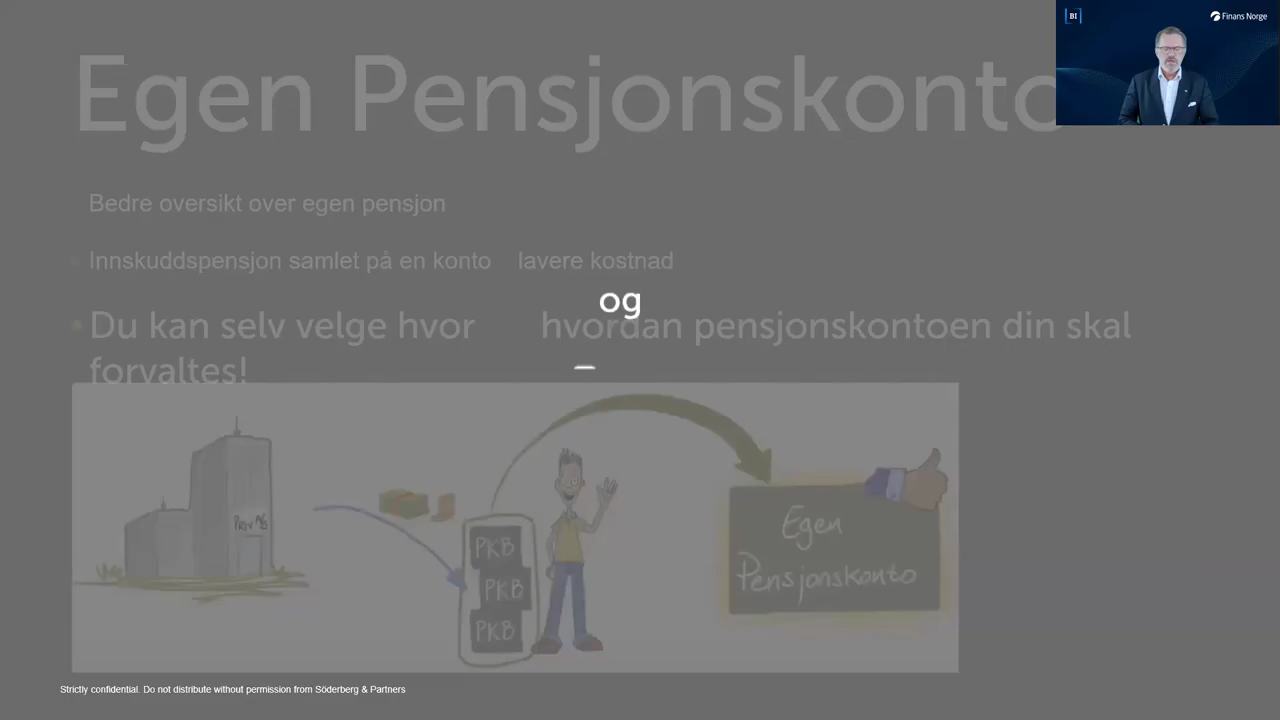 Egen Pensjonskonto
BI
Finans Norge
Bedre oversikt over egen pensjon
Innskuddspensjon samlet på en konto lavere kostnad
og
Du kan selv velge hvor hvordan pensjonskontoen din skal
forvaltes!
–
Priv A/S
PKB
PKB
PKB
Egen
Pensjonskonto
Strictly confidential. Do not distribute without permission from Söderberg & Partners